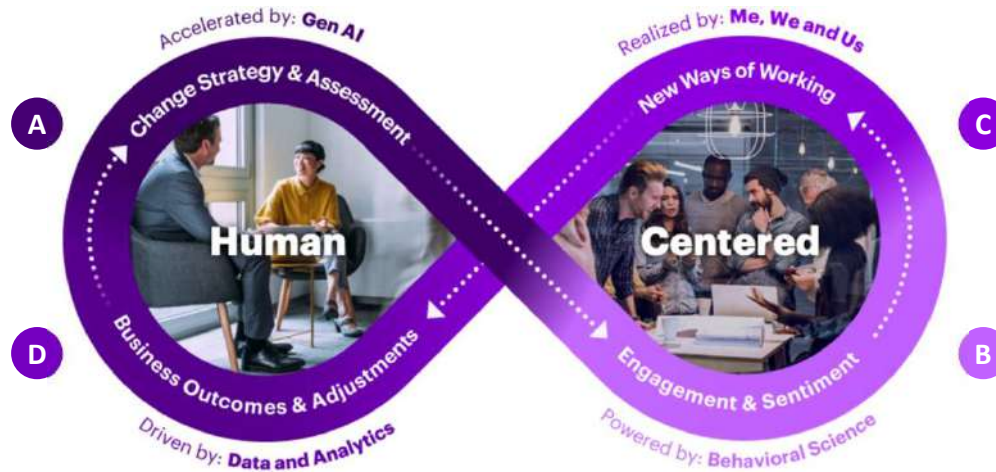 Accelerated by: Gen AI
Realized by: Me, We and Us
Change Strategy & Assessment
New Ways of Working
A
C
Human
Centered
D
B
Business Outcomes & Adjustments
Engagement & Sentiment
Driven by: Data and Analytics
Powered by: Behavioral Science